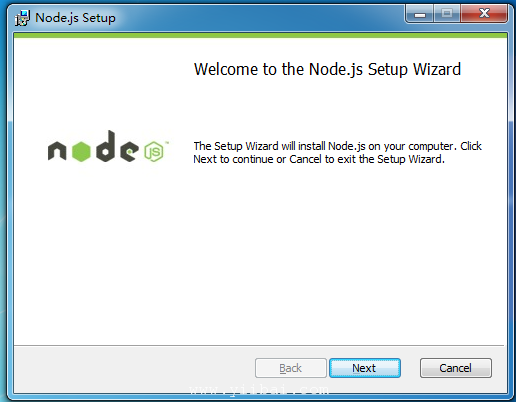 Node.js Setup
Welcome to the Node.js Setup Wizard
node JS™
The Setup Wizard will install Node.js on your computer. Click
Next to continue or Cancel to exit the Setup Wizard.
Back Next Cancel
www.yiibai.com